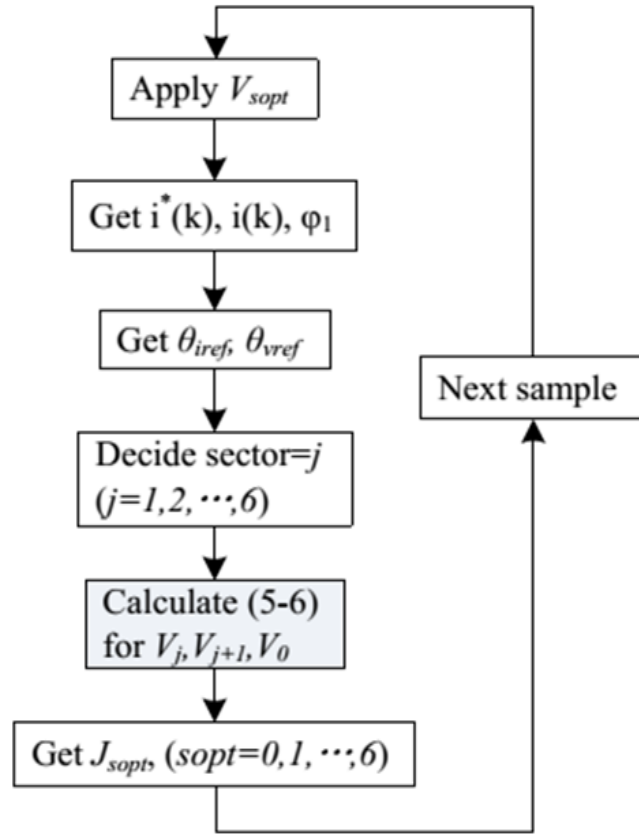 Apply V_sopt
Get i*(k), i(k), φ₁
Get θ_iref, θ_vref
Decide sector=j
(j=1,2,⋯,6)
Calculate (5-6)
for V_j,V_{j+1},V_0
Get J_sopt, (sopt=0,1,⋯,6)
Next sample